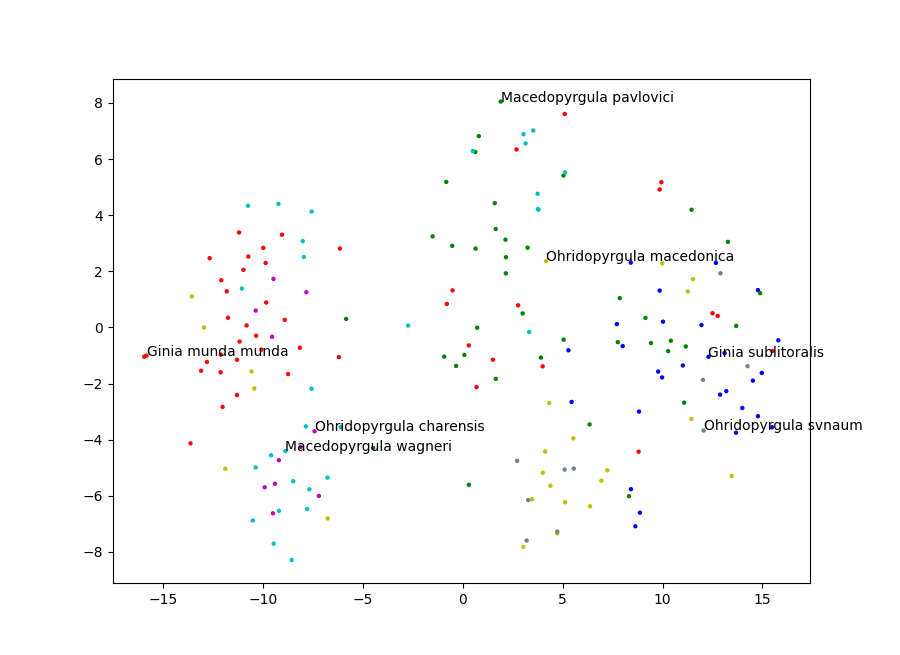 Macedopyrgula pavlovici
Ohridopyrgula macedonica
Ginia munda munda
Ginia sublitoralis
Ohridopyrgula charensis
Ohridopyrgula svnaum
Macedopyrgula wagneri
8
6
4
2
0
−2
−4
−6
−8
−15 −10 −5 0 5 10 15